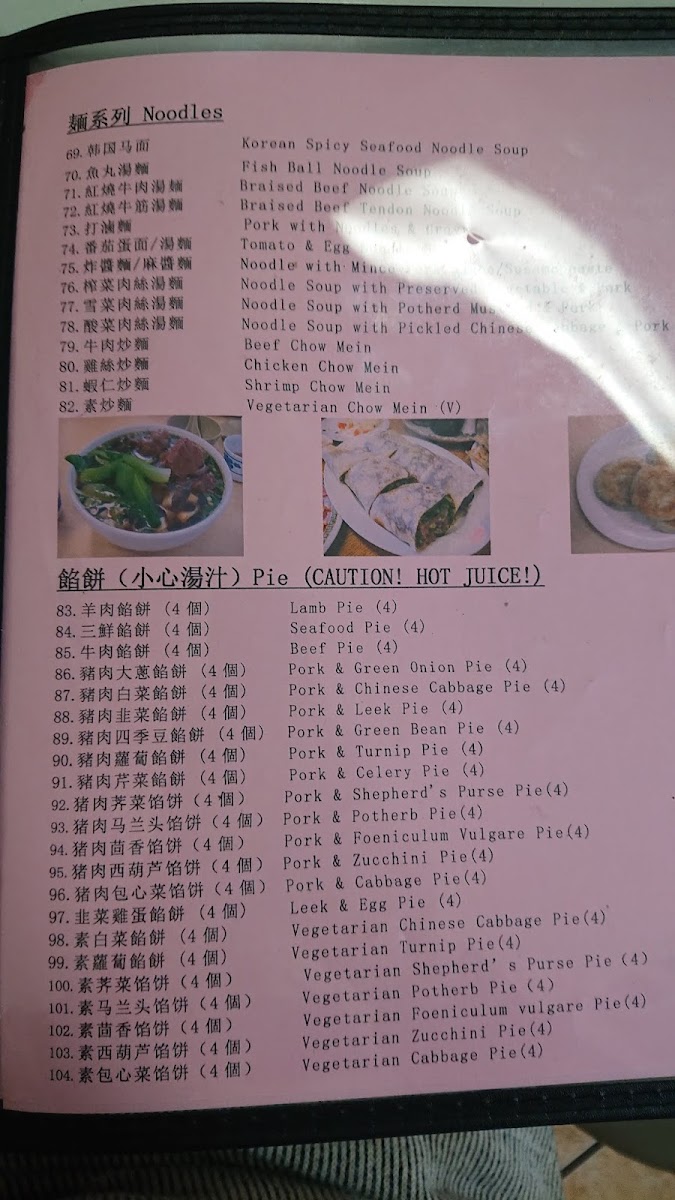 麵系列 Noodles
69. 韩国马面 Korean Spicy Seafood Noodle Soup
70. 魚丸湯麵 Fish Ball Noodle Soup
71. 紅燒牛肉湯麵 Braised Beef Noodle Soup
72. 紅燒牛筋湯麵 Braised Beef Tendon Noodle Soup
73. 打滷麵 Pork with Noodles & Gravy
74. 番茄蛋面/湯麵 Tomato & Egg
75. 炸醬麵/麻醬麵 Noodle with Mince
76. 榨菜肉絲湯麵 Noodle Soup with Preserved Vegetable & Pork
77. 雪菜肉絲湯麵 Noodle Soup with Potherd Mustard & Pork
78. 酸菜肉絲湯麵 Noodle Soup with Pickled Chinese Cabbage , Pork
79. 牛肉炒麵 Beef Chow Mein
80. 雞絲炒麵 Chicken Chow Mein
81. 蝦仁炒麵 Shrimp Chow Mein
82. 素炒麵 Vegetarian Chow Mein (V)
餡餅（小心湯汁）Pie (CAUTION! HOT JUICE!)
83. 羊肉餡餅 (4 個) Lamb Pie (4)
84. 三鮮餡餅 (4 個) Seafood Pie (4)
85. 牛肉餡餅 (4 個) Beef Pie (4)
86. 豬肉大蔥餡餅 (4 個) Pork & Green Onion Pie (4)
87. 豬肉白菜餡餅 (4 個) Pork & Chinese Cabbage Pie (4)
88. 豬肉韭菜餡餅 (4 個) Pork & Leek Pie (4)
89. 豬肉四季豆餡餅 (4 個) Pork & Green Bean Pie (4)
90. 豬肉蘿蔔餡餅 (4 個) Pork & Turnip Pie (4)
91. 豬肉芹菜餡餅 (4 個) Pork & Celery Pie (4)
92. 猪肉荠菜馅饼（4 個） Pork & Shepherd's Purse Pie(4)
93. 猪肉马兰头馅饼（4 個） Pork & Potherb Pie(4)
94. 猪肉茴香馅饼（4 個） Pork & Foeniculum Vulgare Pie(4)
95. 猪肉西葫芦馅饼（4 個） Pork & Zucchini Pie(4)
96. 猪肉包心菜馅饼（4 個） Pork & Cabbage Pie(4)
97. 韭菜雞蛋餡餅 (4 個) Leek & Egg Pie (4)
98. 素白菜餡餅 (4 個) Vegetarian Chinese Cabbage Pie(4)
99. 素蘿蔔餡餅 (4 個) Vegetarian Turnip Pie(4)
100. 素荠菜馅饼（4 個） Vegetarian Shepherd's Purse Pie (4)
101. 素马兰头馅饼（4 個） Vegetarian Potherb Pie (4)
102. 素茴香馅饼（4 個） Vegetarian Foeniculum vulgare Pie(4)
103. 素西葫芦馅饼（4 個） Vegetarian Zucchini Pie(4)
104. 素包心菜馅饼（4 個） Vegetarian Cabbage Pie(4)